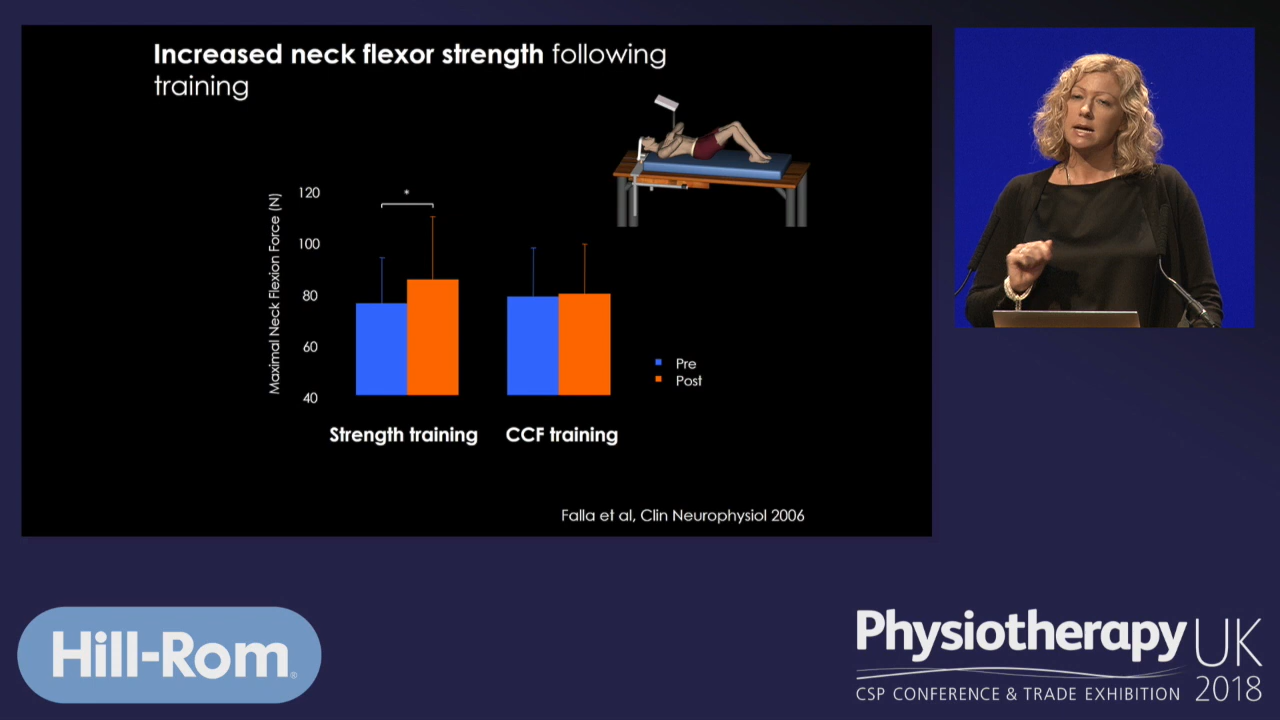 Increased neck flexor strength following
training
*
Maximal Neck Flexion Force (N)
120
100
80
60
40
Pre
Post
Strength training
CCF training
Falla et al, Clin Neurophysiol 2006
Hill-Rom®
Physiotherapy UK
CSP CONFERENCE & TRADE EXHIBITION 2018